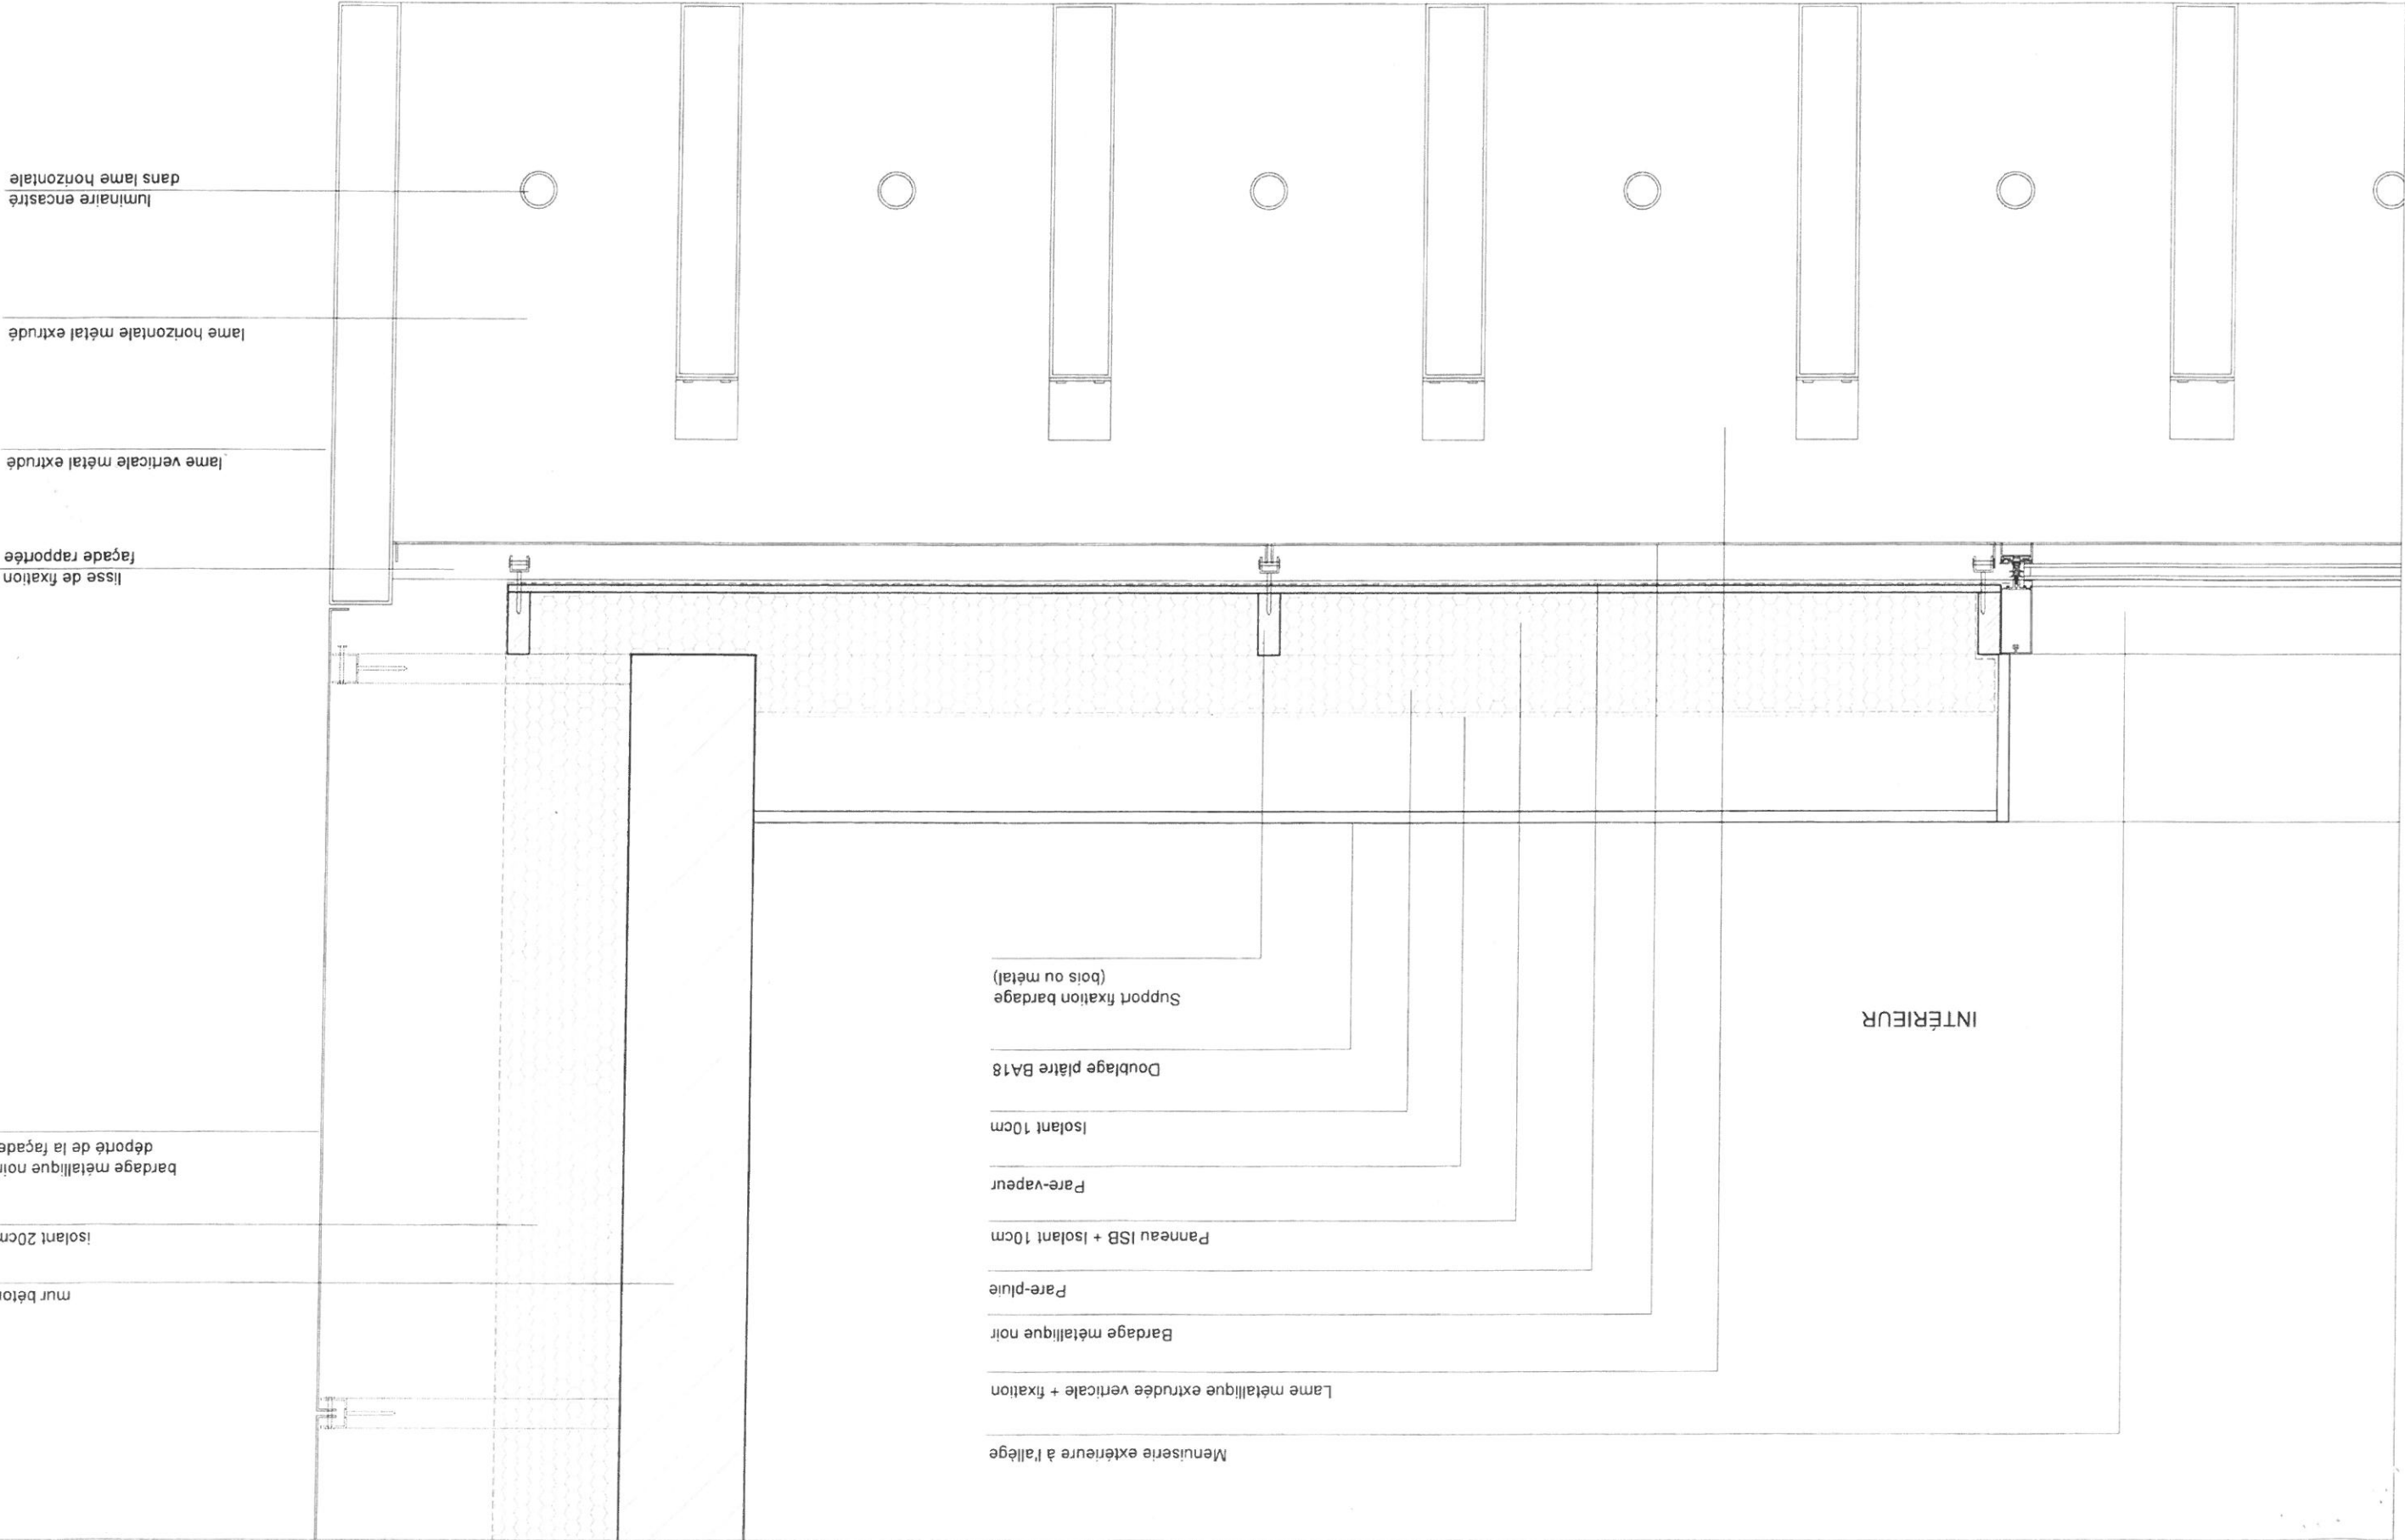 Menuiserie extérieure à l'allège
Lame métallique extrudée verticale + fixation
Bardage métallique noir
Pare-pluie
Panneau ISB + Isolant 10cm
Pare-vapeur
Isolant 10cm
Doublage plâtre BA18
Support fixation bardage
(bois ou métal)
INTÉRIEUR
mur béton
isolant 20cm
bardage métallique noir
déporté de la façade
lisse de fixation
façade rapportée
lame verticale métal extrudé
lame horizontale métal extrudé
luminaire encastré
dans lame horizontale